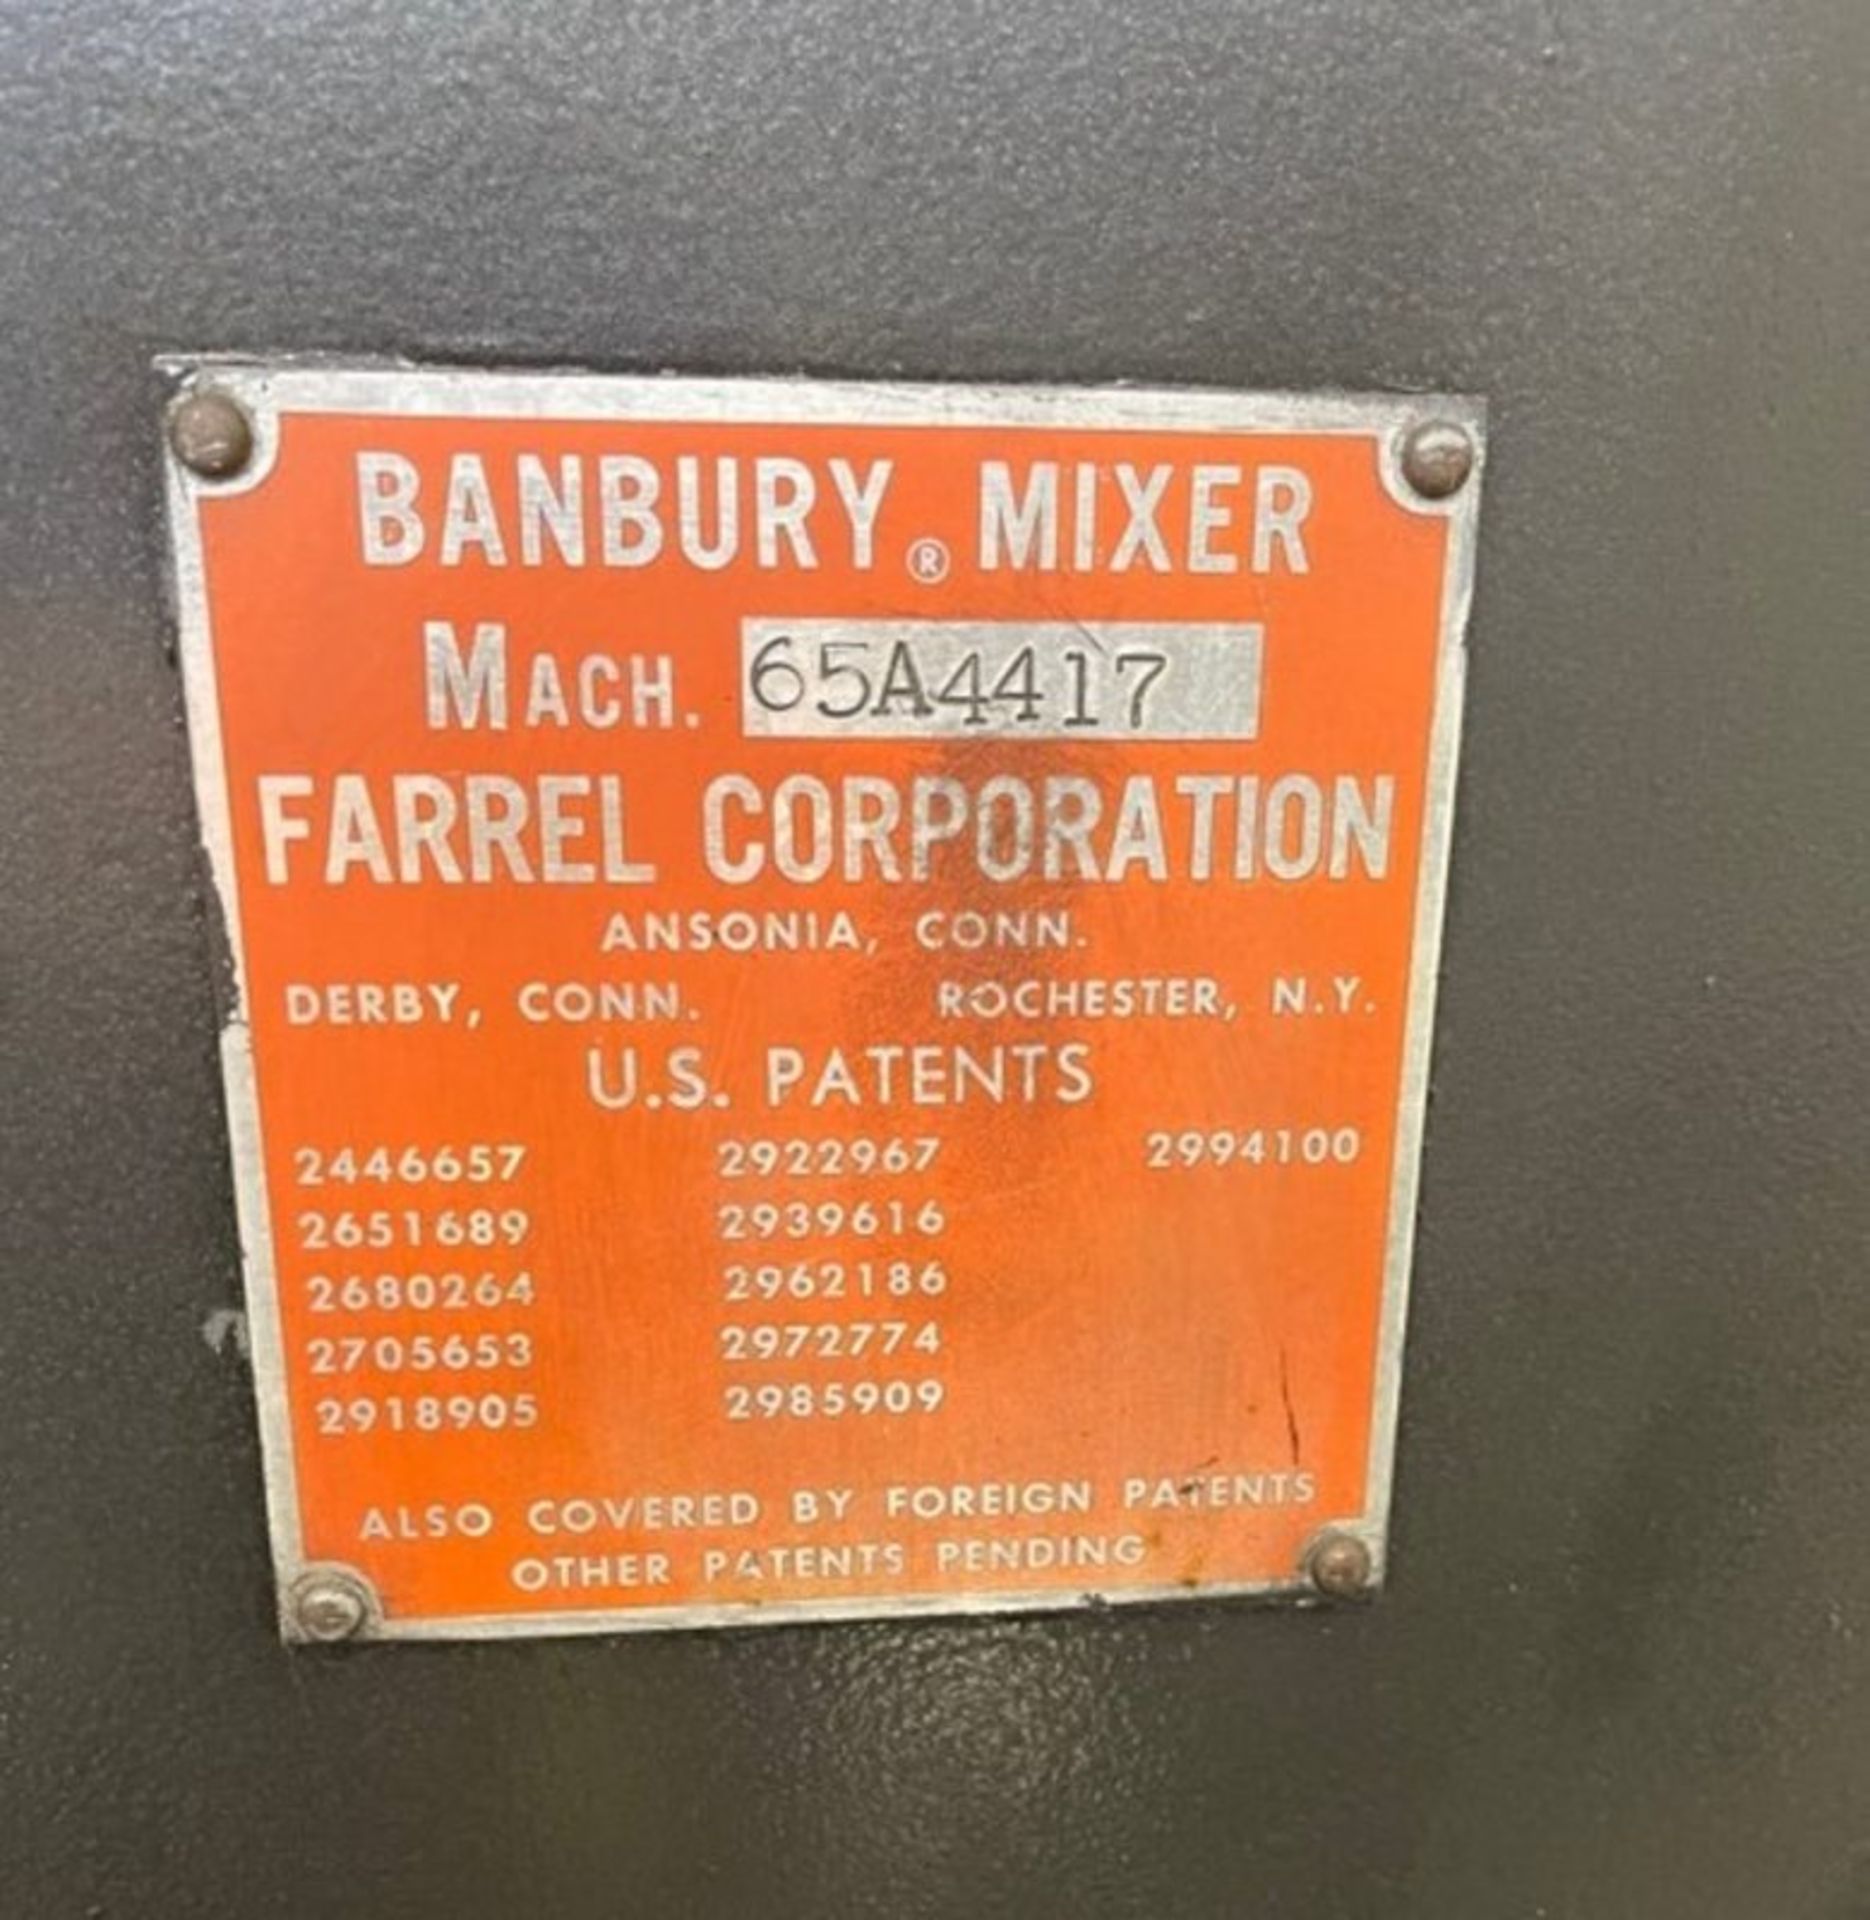 BANBURY® MIXER
MACH. 65A4417
FARREL CORPORATION
ANSONIA, CONN.
DERBY, CONN. ROCHESTER, N.Y.
U.S. PATENTS
2446657 2922967 2994100
2651689 2939616
2680264 2962186
2705653 2972774
2918905 2985909
ALSO COVERED BY FOREIGN PATENTS
OTHER PATENTS PENDING